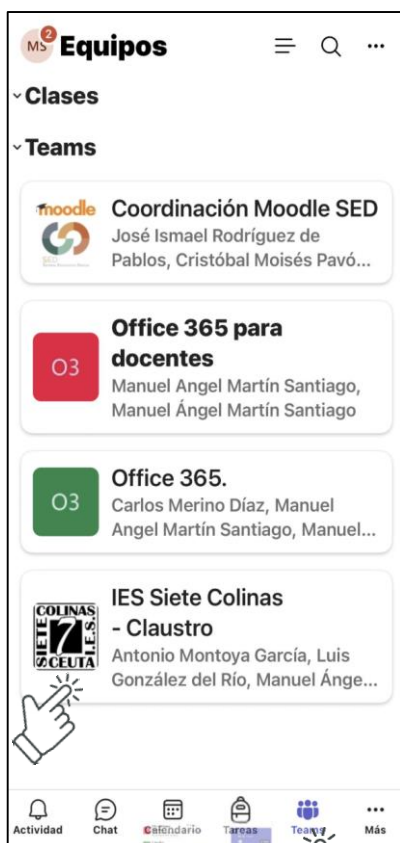 MS
2
Equipos
Clases
Teams
moodle
SED
Coordinación Moodle SED
José Ismael Rodríguez de
Pablos, Cristóbal Moisés Pavó...
O3
Office 365 para
docentes
Manuel Angel Martín Santiago,
Manuel Ángel Martín Santiago
O3
Office 365.
Carlos Merino Díaz, Manuel
Angel Martín Santiago, Manuel...
COLINAS
SIETE
7
I.E.S.
CEUTA
IES Siete Colinas
- Claustro
Antonio Montoya García, Luis
González del Río, Manuel Ánge...
Actividad
Chat
Calendario
Tareas
Teams
Más